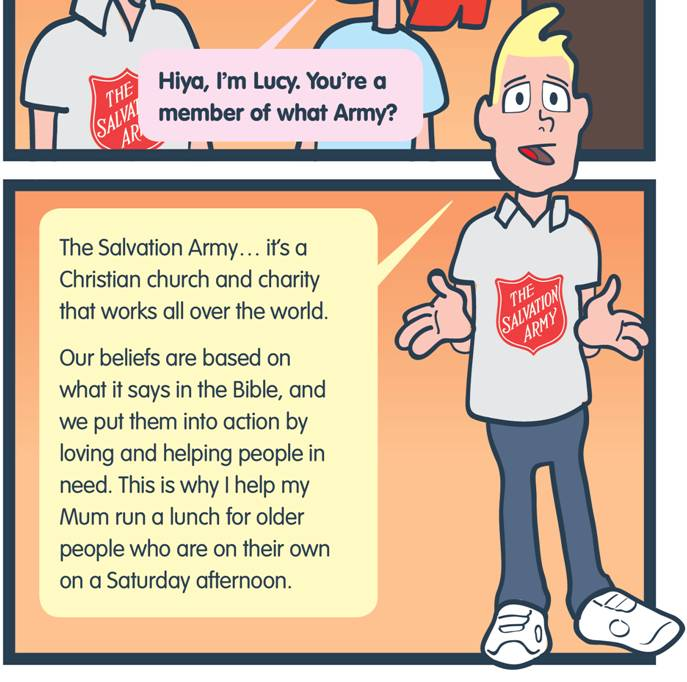 Hiya, I'm Lucy. You're a
member of what Army?
THE
SALVA
AR
The Salvation Army… it's a
Christian church and charity
that works all over the world.
Our beliefs are based on
what it says in the Bible, and
we put them into action by
loving and helping people in
need. This is why I help my
Mum run a lunch for older
people who are on their own
on a Saturday afternoon.
THE
SALVATION
ARMY